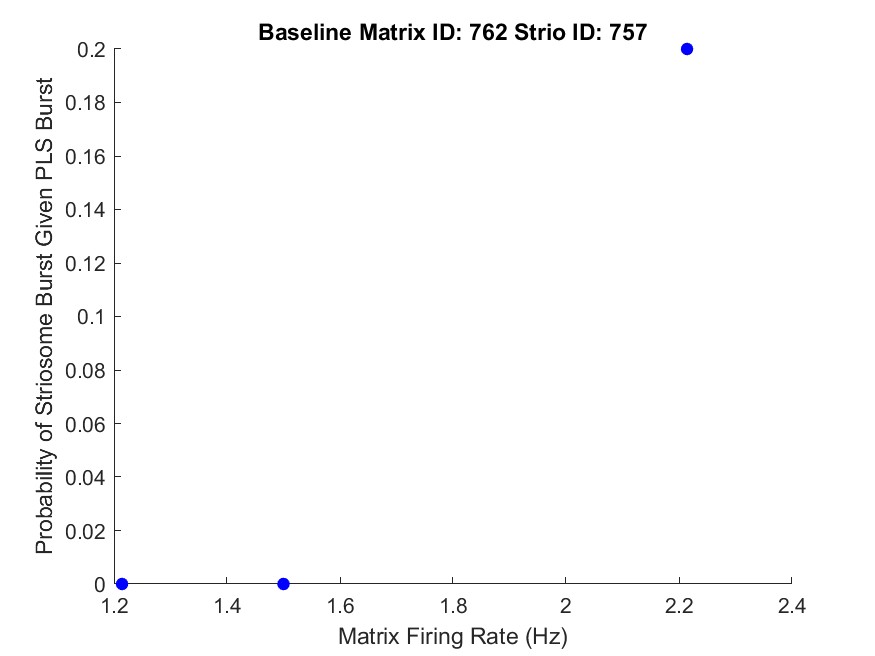 Baseline Matrix ID: 762 Strio ID: 757
Probability of Striosome Burst Given PLS Burst
0.2
0.18
0.16
0.14
0.12
0.1
0.08
0.06
0.04
0.02
0
1.2 1.4 1.6 1.8 2 2.2 2.4
Matrix Firing Rate (Hz)